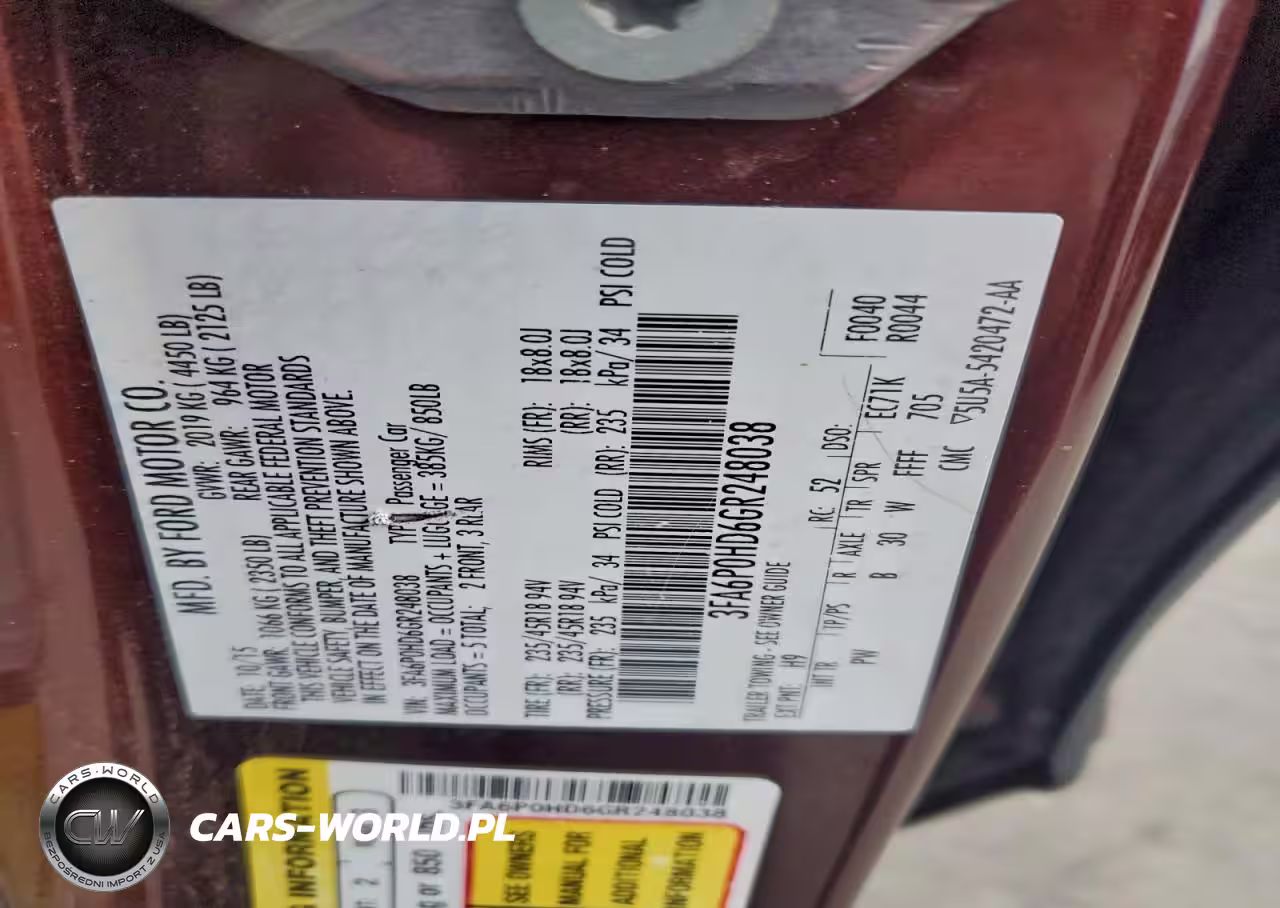 MFD. BY FORD MOTOR CO.
DATE: 10/15 GVWR: 2019 KG ( 4450 LB)
FRONT GAWR: 1066 KG ( 2350 LB) REAR GAWR: 964 KG ( 2125 LB)
THIS VEHICLE CONFORMS TO ALL APPLICABLE FEDERAL MOTOR
VEHICLE SAFETY, BUMPER, AND THEFT PREVENTION STANDARDS
IN EFFECT ON THE DATE OF MANUFACTURE SHOWN ABOVE.
VIN: 3FA6P0HD6GR248038 TYPE: Passenger Car
MAXIMUM LOAD = OCCUPANTS + LUGGAGE = 385KG/ 850LB
OCCUPANTS = 5 TOTAL; 2 FRONT, 3 R
TIRE (FR): 235/45R18 94V RIMS (FR): 18x8.0J
(RR): 235/45R18 94V (RR): 18x8.0J
PRESSURE (FR): 235 kPa/ 34 PSI COLD (RR): 235 kPa/ 34 PSI COLD
3FA6P0HD6GR248038
TRAILER TOWING - SEE OWNER GUIDE
EXT PNT: H9 RC: 52 DSO:
INT TR TP/PS R AXLE TR SPR F0040
PW B 30 W EC71K R0044
FFFF 705
CMC ▽5U5A-5420472-AA
3FA6P0HD6GR248038
INFORMATION
2
or 850
SEE OWNERS
MANUAL FOR
ADDITIONAL
INFORMATION
CARS-WORLD
CW
BEZPOŚREDNI IMPORT Z USA
CARS-WORLD.PL